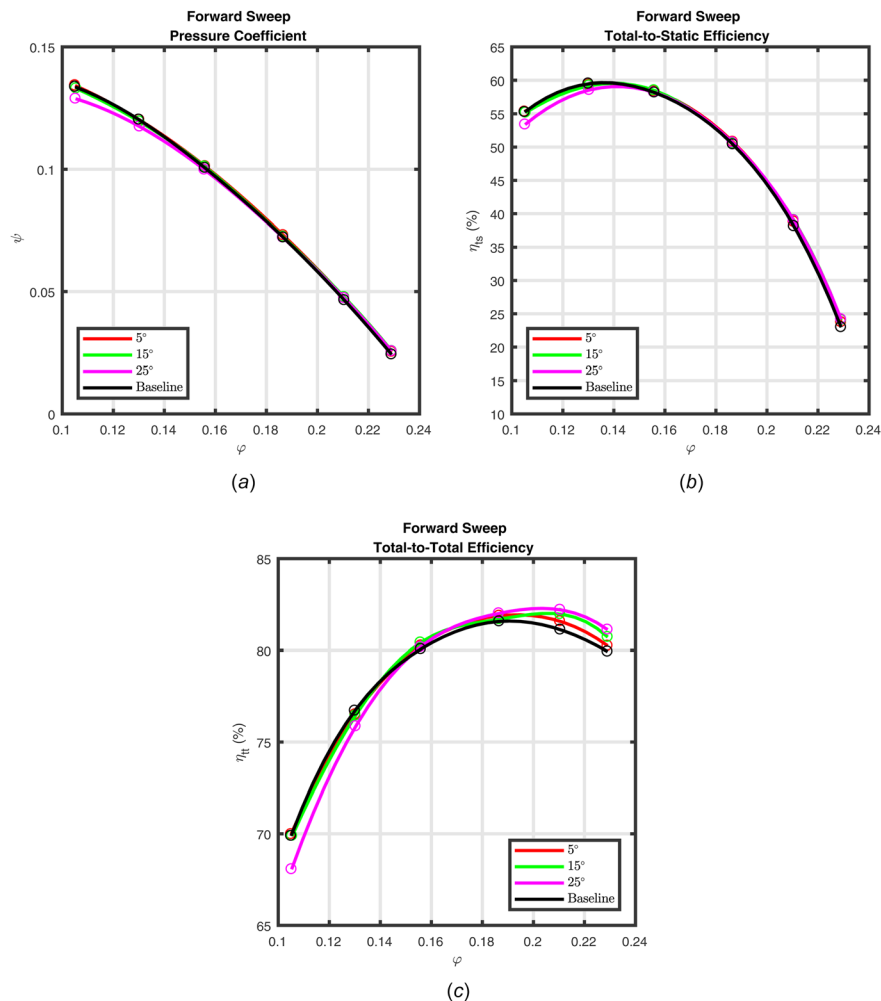 Forward Sweep
Pressure Coefficient
0.15
0.1
0.05
0
ψ
5°
15°
25°
Baseline
0.1 0.12 0.14 0.16 0.18 0.2 0.22 0.24
φ
(a)
Forward Sweep
Total-to-Static Efficiency
65
60
55
50
45
40
35
30
25
20
15
10
η_ts (%)
5°
15°
25°
Baseline
0.1 0.12 0.14 0.16 0.18 0.2 0.22 0.24
φ
(b)
Forward Sweep
Total-to-Total Efficiency
85
80
75
70
65
η_tt (%)
5°
15°
25°
Baseline
0.1 0.12 0.14 0.16 0.18 0.2 0.22 0.24
φ
(c)